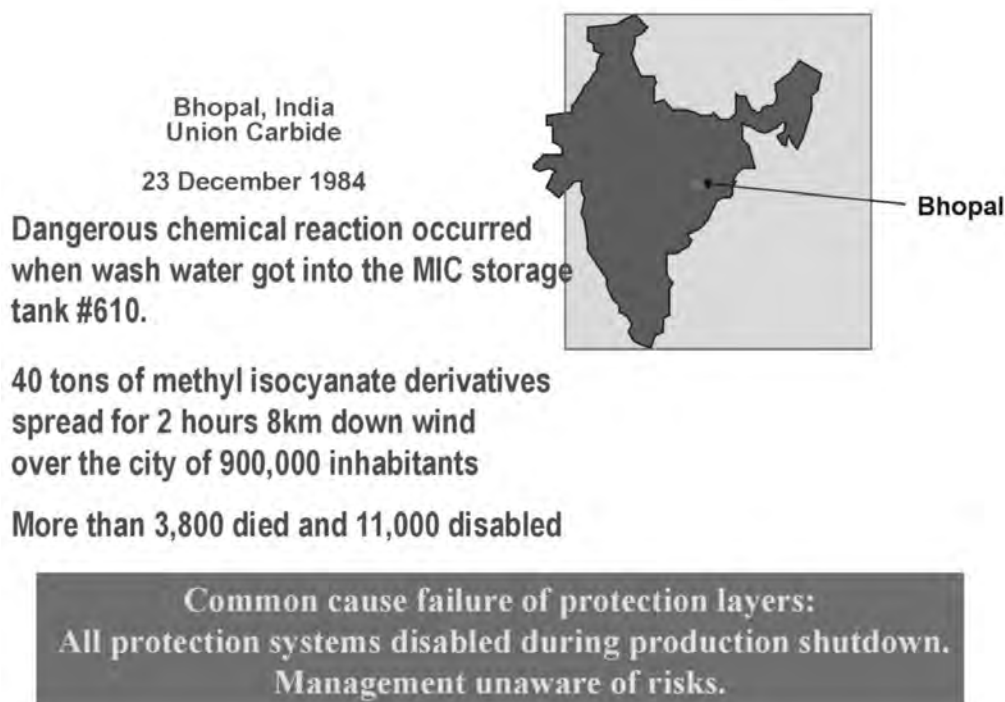 Bhopal, India
Union Carbide
23 December 1984
Bhopal
Dangerous chemical reaction occurred
when wash water got into the MIC storage
tank #610.
40 tons of methyl isocyanate derivatives
spread for 2 hours 8km down wind
over the city of 900,000 inhabitants
More than 3,800 died and 11,000 disabled
Common cause failure of protection layers:
All protection systems disabled during production shutdown.
Management unaware of risks.